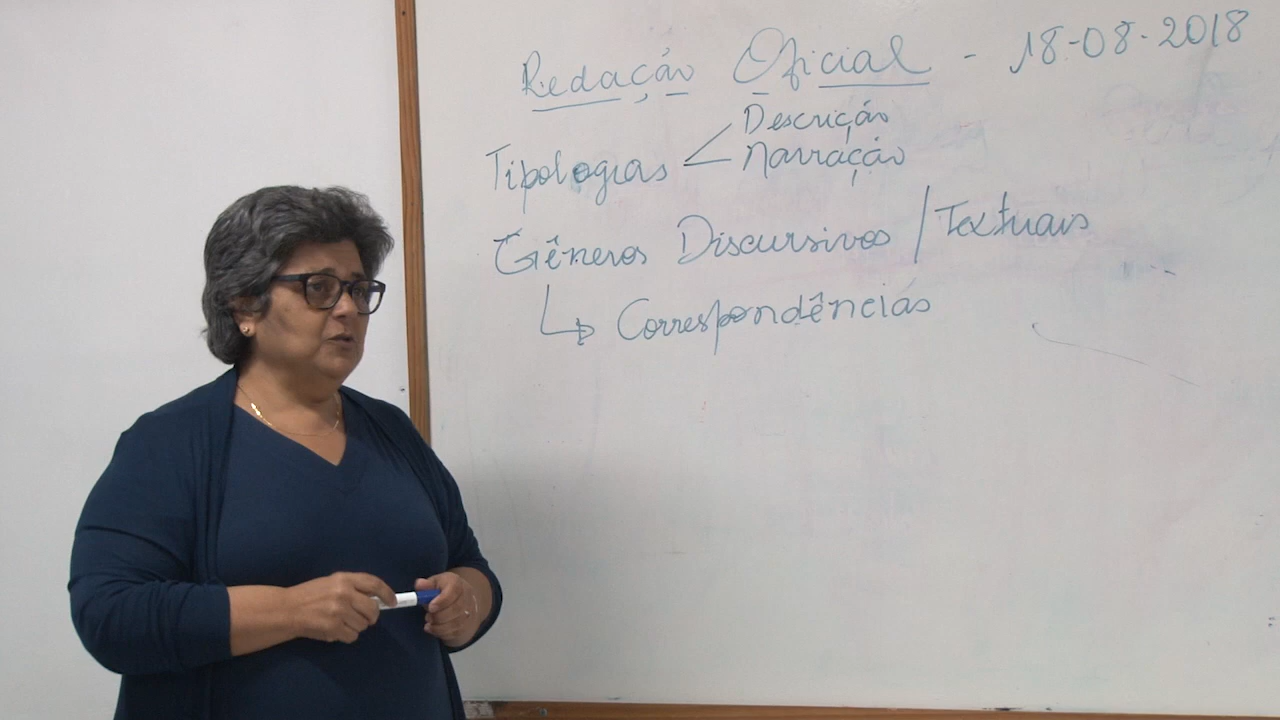 Redação Oficial - 18-08-2018
Tipologias < Descrição
Narração
Gêneros Discursivos / Textuais
↳ Correspondências